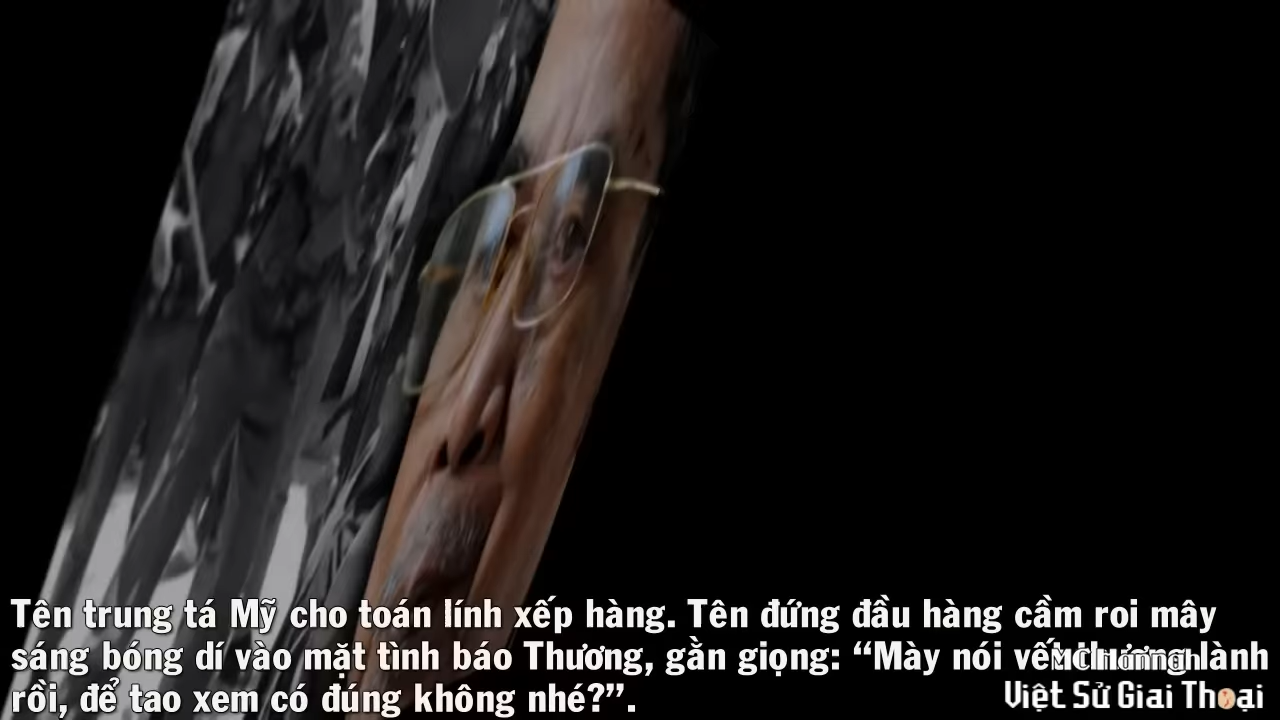 Tên trung tá Mỹ cho toán lính xếp hàng. Tên đứng đầu hàng cầm roi mây
sáng bóng dí vào mặt tình báo Thương, gằn giọng: “Mày nói vết thương lành
rồi, để tao xem có đúng không nhé?”.
Việt Sử Giai Thoại